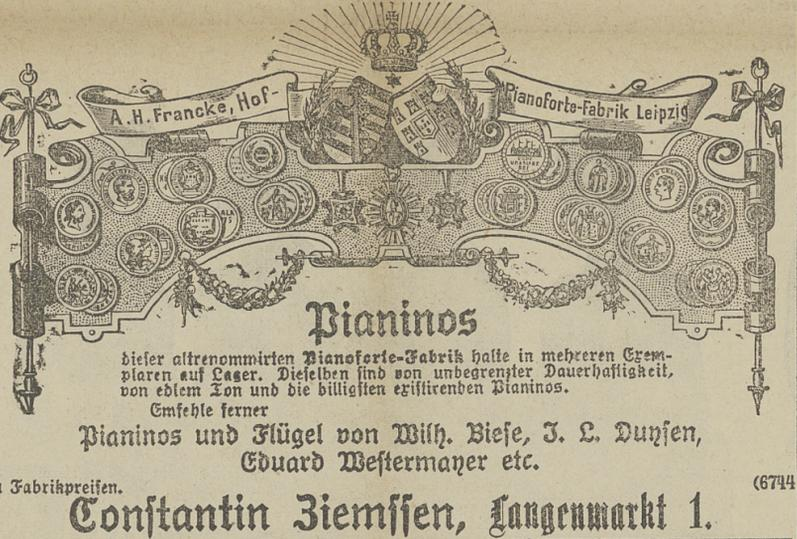 A. H. Francke, Hof-
Pianoforte-Fabrik Leipzig
Pianinos
dieser altrenommirten Pianoforte-Fabrik halte in mehreren Exem-
plaren auf Lager. Dieselben sind von unbegrenzter Dauerhaftigkeit,
von edlem Ton und die billigsten existirenden Pianinos.
Emfehle ferner
Pianinos und Flügel von Wilh. Biese, J. L. Duysen,
Eduard Westermayer etc.
Fabrikpreisen.
(6744
Constantin Ziemssen, Langenmarkt 1.